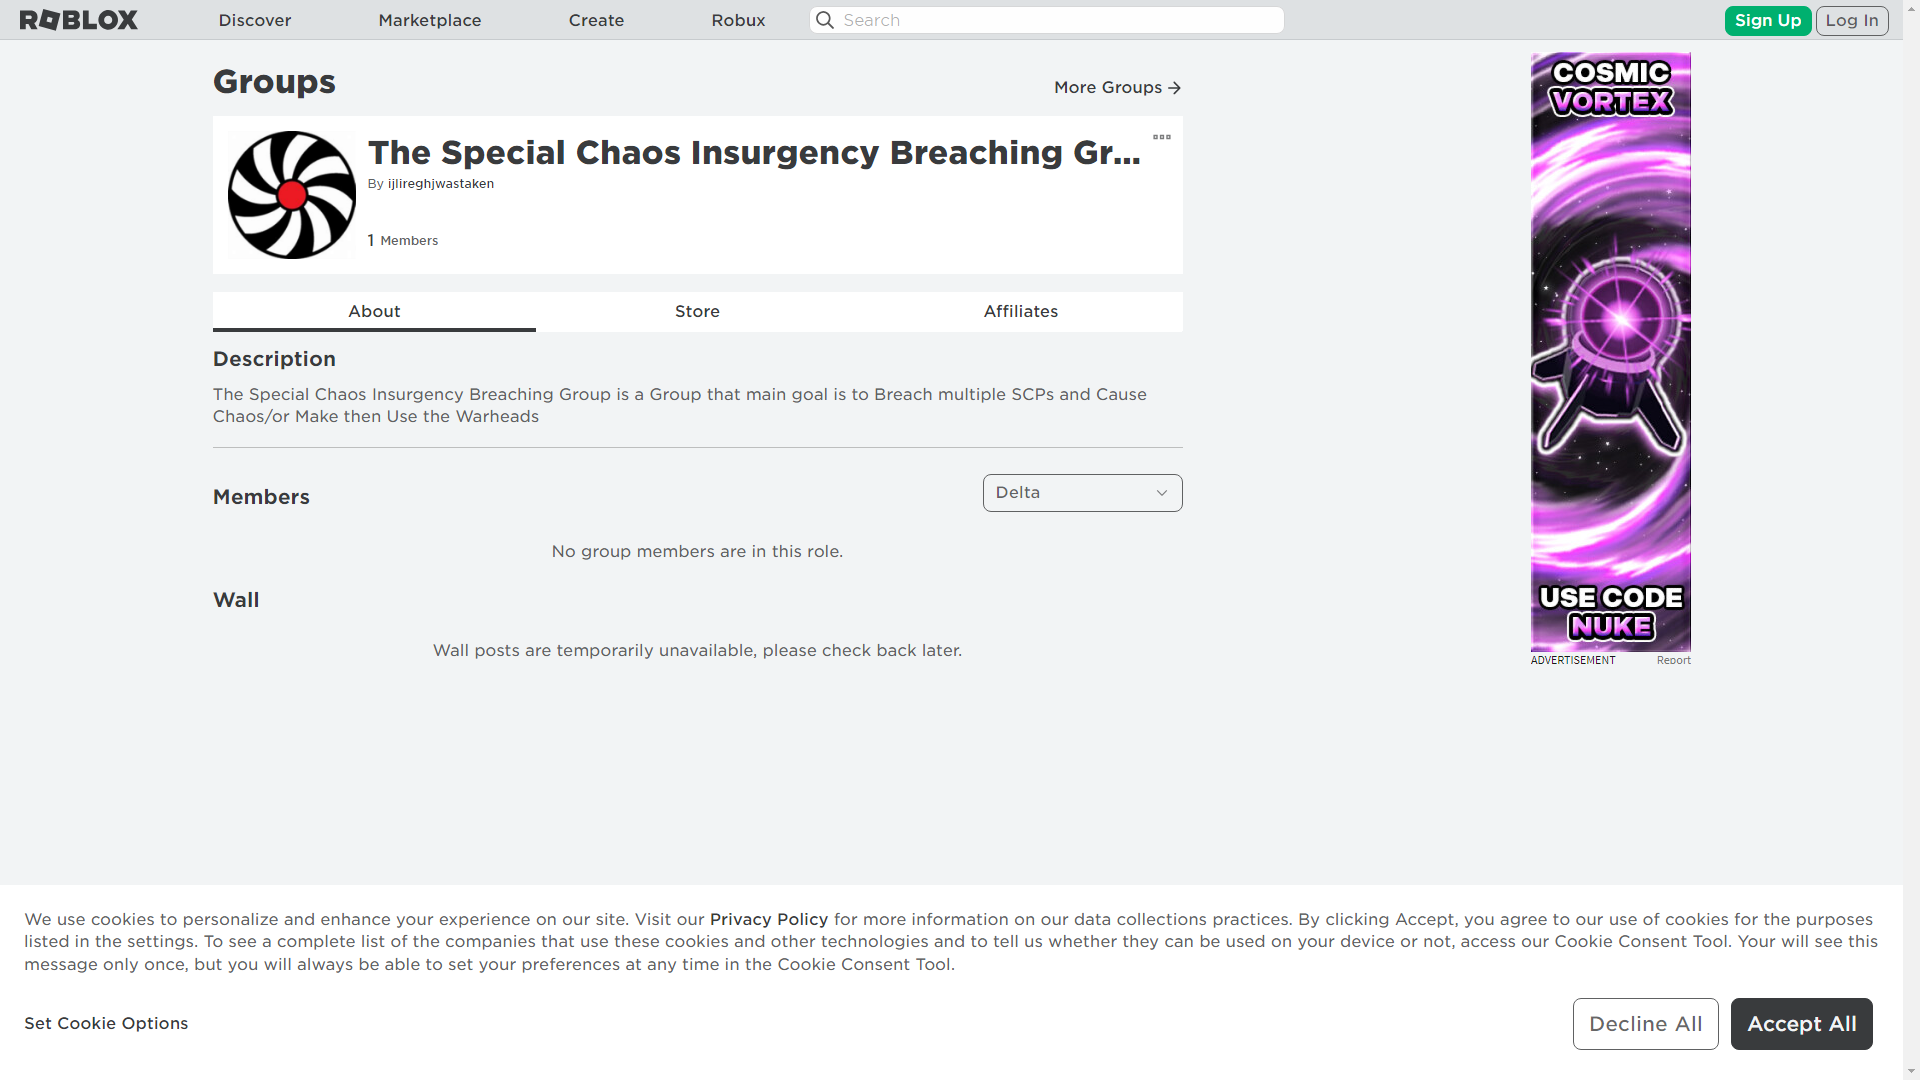 ROBLOX
Discover
Marketplace
Create
Robux
Search
Sign Up
Log In
Groups
More Groups
The Special Chaos Insurgency Breaching Gr...
By ijlireghjwastaken
1 Members
About
Store
Affiliates
Description
The Special Chaos Insurgency Breaching Group is a Group that main goal is to Breach multiple SCPs and Cause
Chaos/or Make then Use the Warheads
Members
Delta
No group members are in this role.
Wall
Wall posts are temporarily unavailable, please check back later.
COSMIC
VORTEX
USE CODE
NUKE
ADVERTISEMENT
Report
We use cookies to personalize and enhance your experience on our site. Visit our Privacy Policy for more information on our data collections practices. By clicking Accept, you agree to our use of cookies for the purposes
listed in the settings. To see a complete list of the companies that use these cookies and other technologies and to tell us whether they can be used on your device or not, access our Cookie Consent Tool. Your will see this
message only once, but you will always be able to set your preferences at any time in the Cookie Consent Tool.
Set Cookie Options
Decline All
Accept All